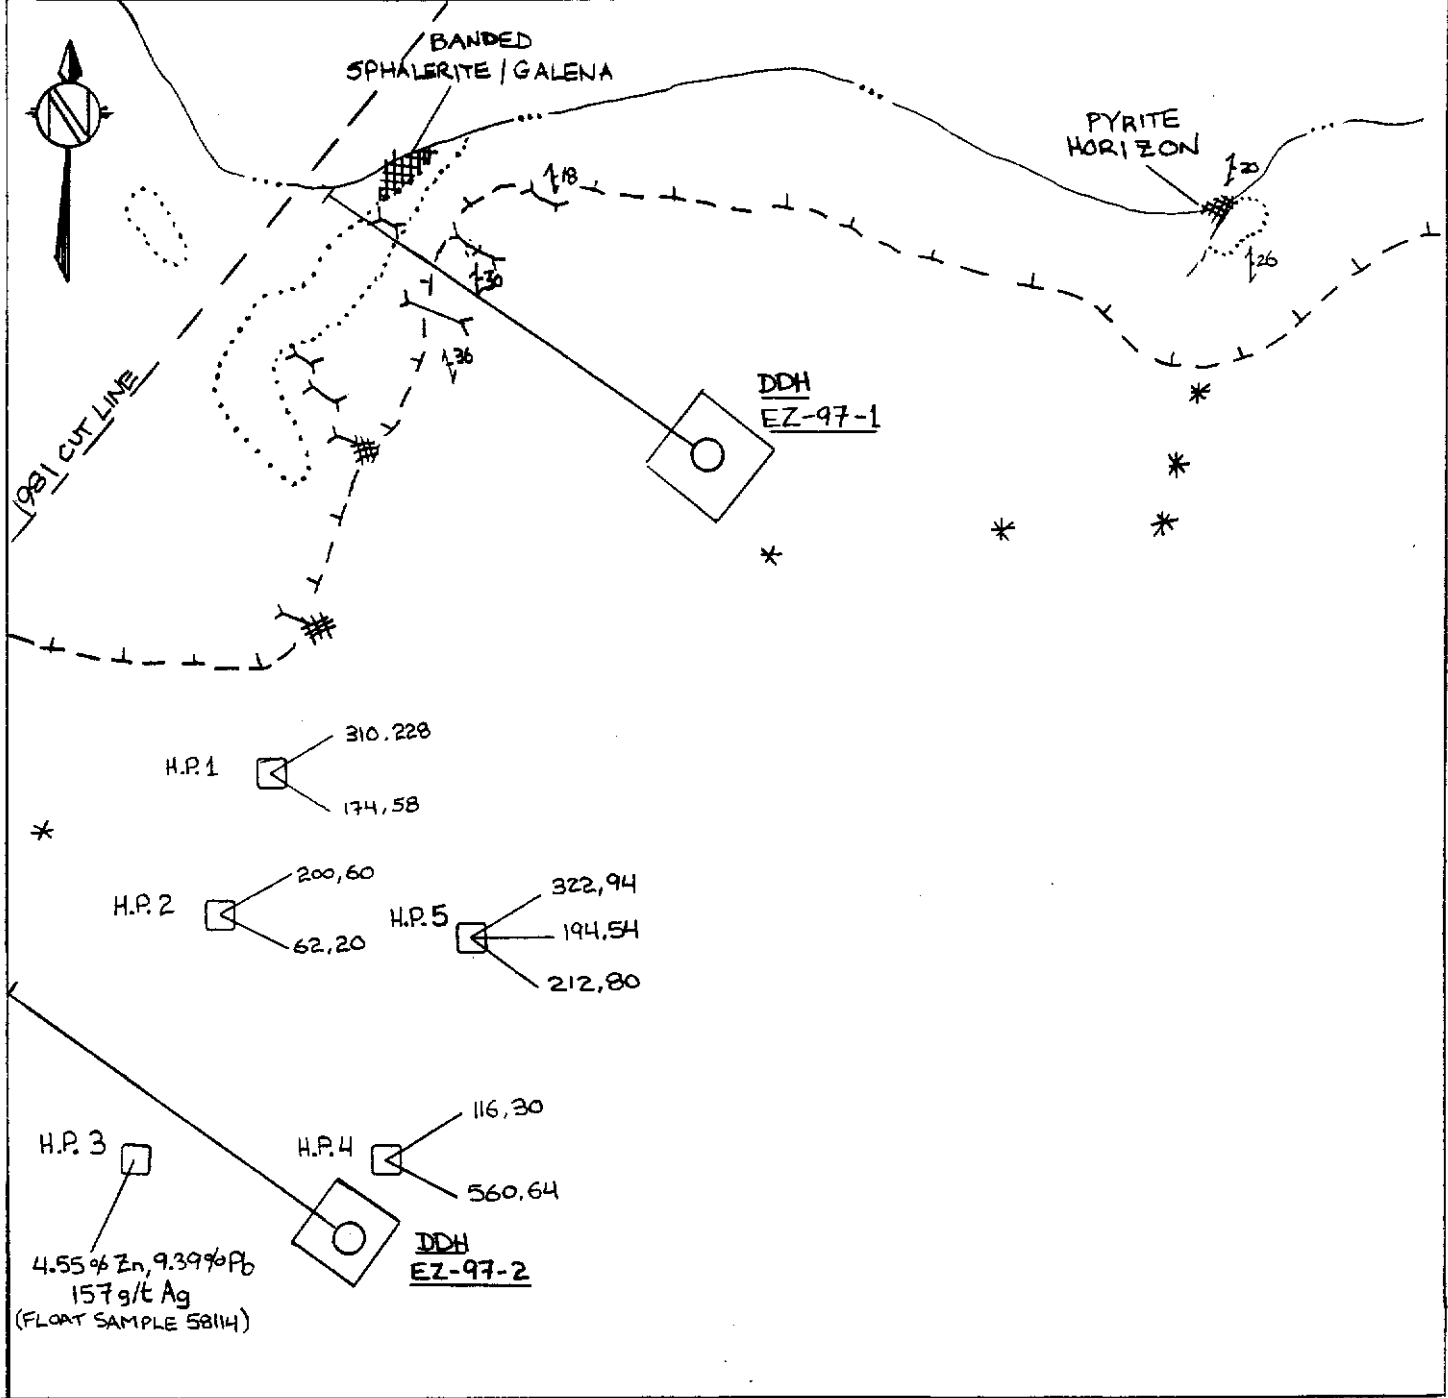 BANDED
SPHALERITE / GALENA
N
PYRITE
HORIZON
20
18
26
30
36
1981 CUT LINE
DDH
EZ-97-1
310.228
H.P. 1
174,58
200,60
H.P. 2
62,20
322,94
H.P. 5
194,54
212,80
116,30
H.P. 3
H.P. 4
560,64
DDH
EZ-97-2
4.55% Zn, 9.39% Pb
157 g/t Ag
(FLOAT SAMPLE 58114)